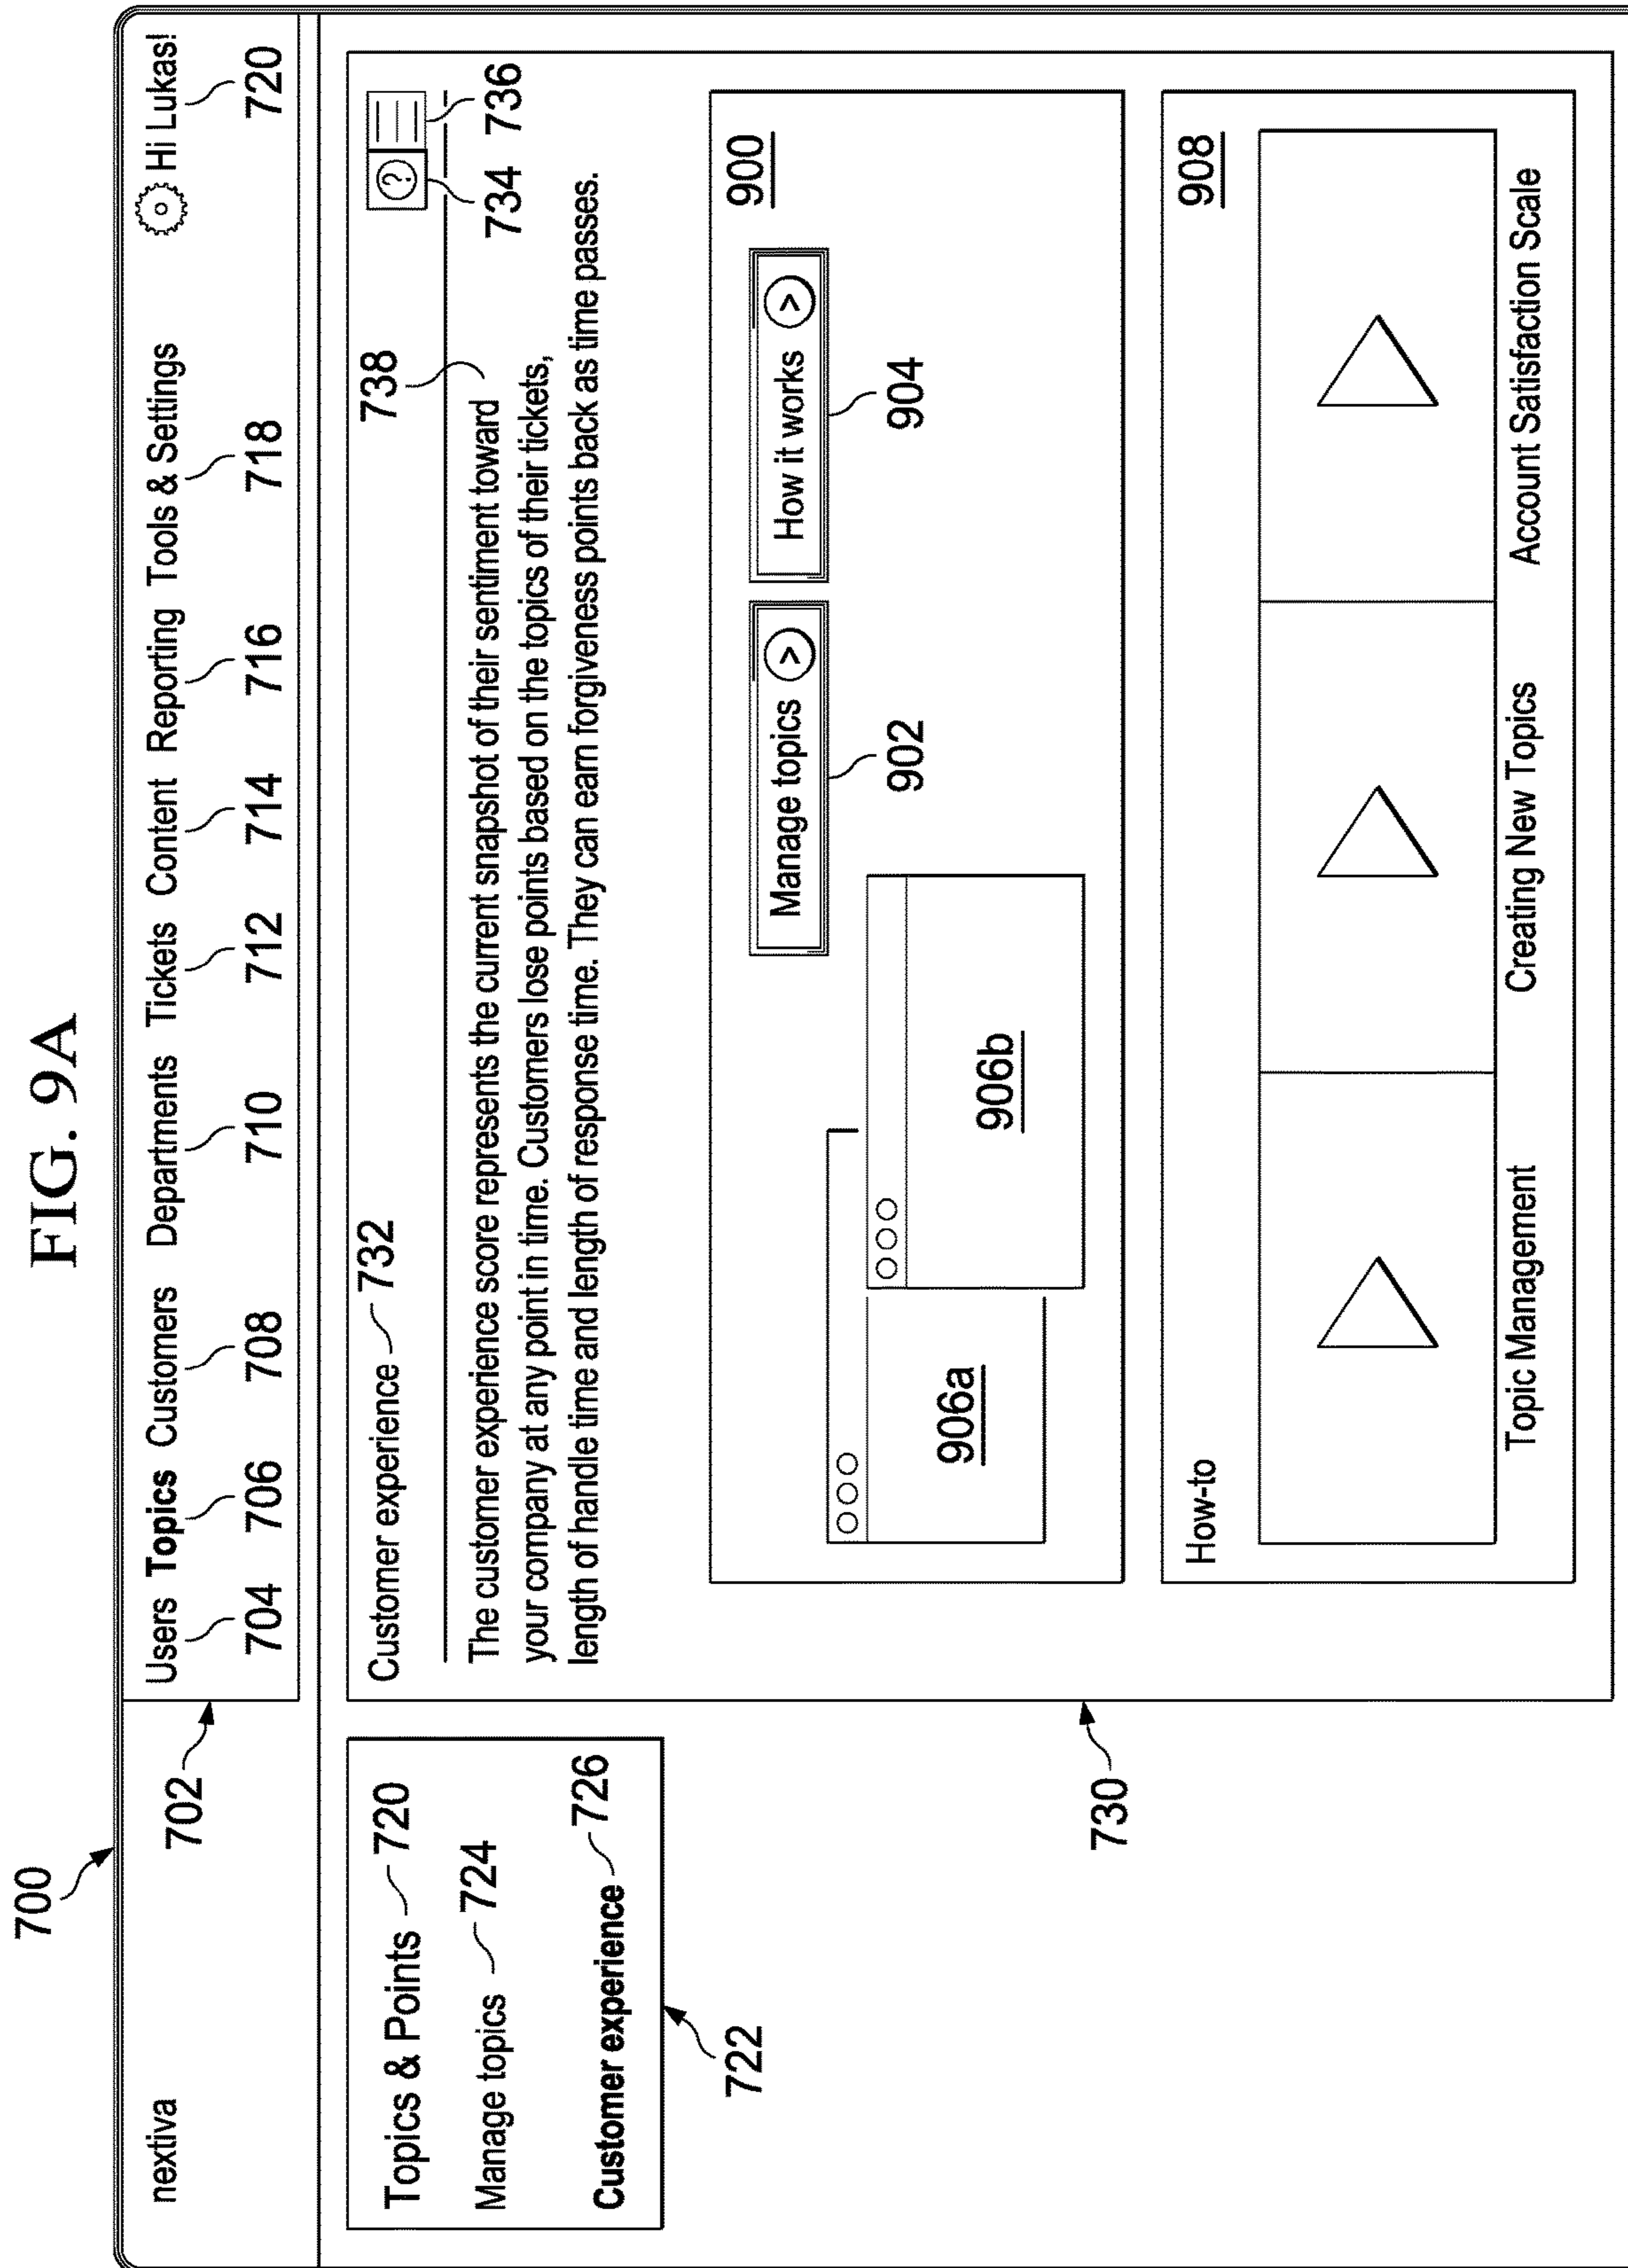 FIG. 9A
700
nextiva
702
Users Topics Customers Departments Tickets Content Reporting Tools & Settings Hi Lukas!
704 706 708 710 712 714 716 718 720
Topics & Points 720
Manage topics 724
Customer experience 726
722
730
Customer experience 732
738
?
734 736
The customer experience score represents the current snapshot of their sentiment toward
your company at any point in time. Customers lose points based on the topics of their tickets,
length of handle time and length of response time. They can earn forgiveness points back as time passes.
900
Manage topics > How it works >
902 904
906a 906b
How-to 908
Topic Management Creating New Topics Account Satisfaction Scale